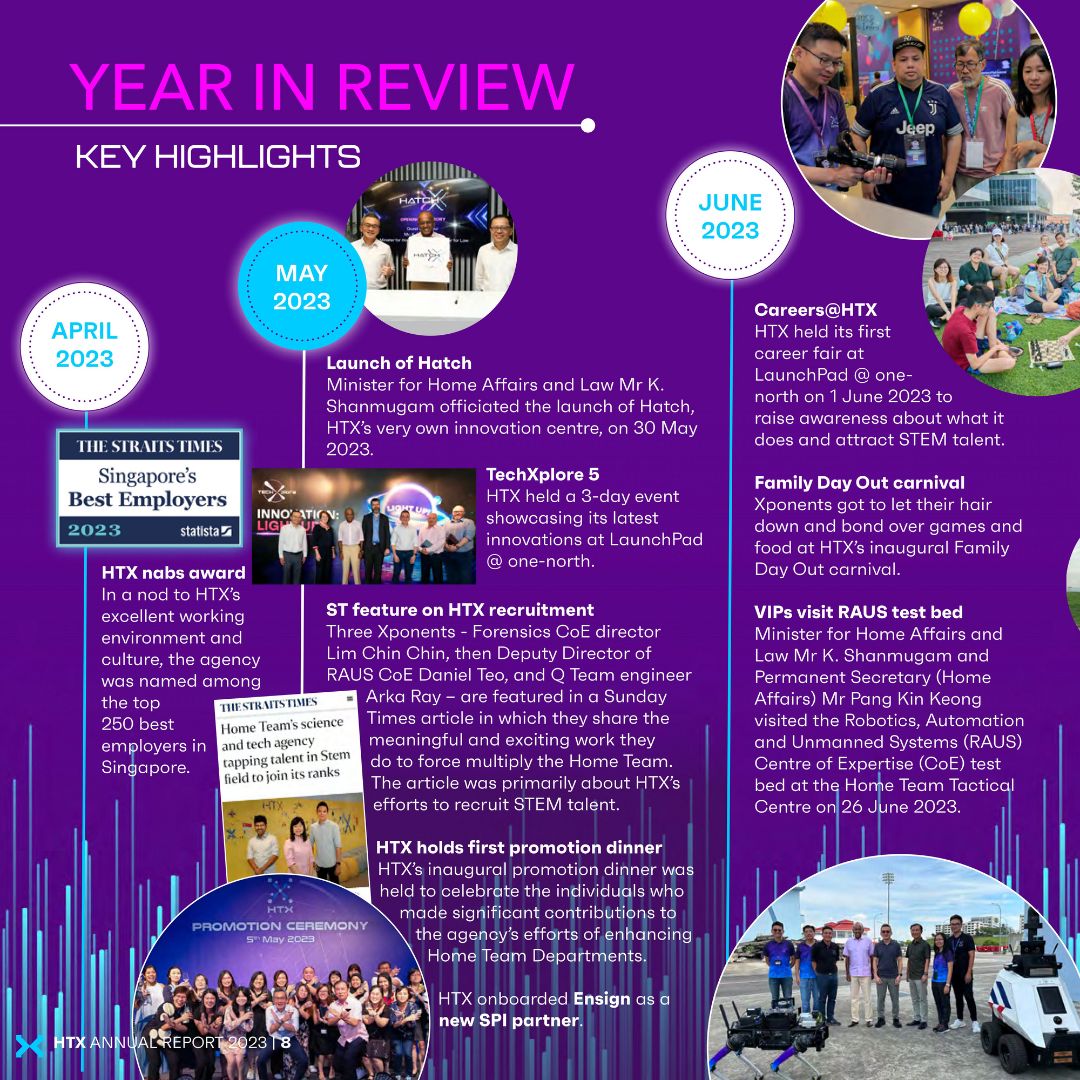 YEAR IN REVIEW
KEY HIGHLIGHTS
APRIL
2023
THE STRAITS TIMES
Singapore's
Best Employers
2023
statista
HTX nabs award
In a nod to HTX's
excellent working
environment and
culture, the agency
was named among
the top
250 best
employers in
Singapore.
MAY
2023
HATCH
HATCH
Launch of Hatch
Minister for Home Affairs and Law Mr K.
Shanmugam officiated the launch of Hatch,
HTX's very own innovation centre, on 30 May
2023.
TECHXplore
INNOVATION:
LIGHT UP!
TechXplore 5
HTX held a 3-day event
showcasing its latest
innovations at LaunchPad
@ one-north.
ST feature on HTX recruitment
Three Xponents - Forensics CoE director
Lim Chin Chin, then Deputy Director of
RAUS CoE Daniel Teo, and Q Team engineer
Arka Ray – are featured in a Sunday
Times article in which they share the
meaningful and exciting work they
do to force multiply the Home Team.
The article was primarily about HTX's
efforts to recruit STEM talent.
THE STRAITS TIMES
Home Team's science
and tech agency
tapping talent in Stem
field to join its ranks
HTX
HTX holds first promotion dinner
HTX's inaugural promotion dinner was
held to celebrate the individuals who
made significant contributions to
the agency's efforts of enhancing
Home Team Departments.
HTX
PROMOTION CEREMONY
5th May 2023
HTX onboarded Ensign as a
new SPI partner.
JUNE
2023
HTX
Jeep
Careers@HTX
HTX held its first
career fair at
LaunchPad @ one-
north on 1 June 2023 to
raise awareness about what it
does and attract STEM talent.
Family Day Out carnival
Xponents got to let their hair
down and bond over games and
food at HTX's inaugural Family
Day Out carnival.
VIPs visit RAUS test bed
Minister for Home Affairs and
Law Mr K. Shanmugam and
Permanent Secretary (Home
Affairs) Mr Pang Kin Keong
visited the Robotics, Automation
and Unmanned Systems (RAUS)
Centre of Expertise (CoE) test
bed at the Home Team Tactical
Centre on 26 June 2023.
HTX ANNUAL REPORT 2023 | 8